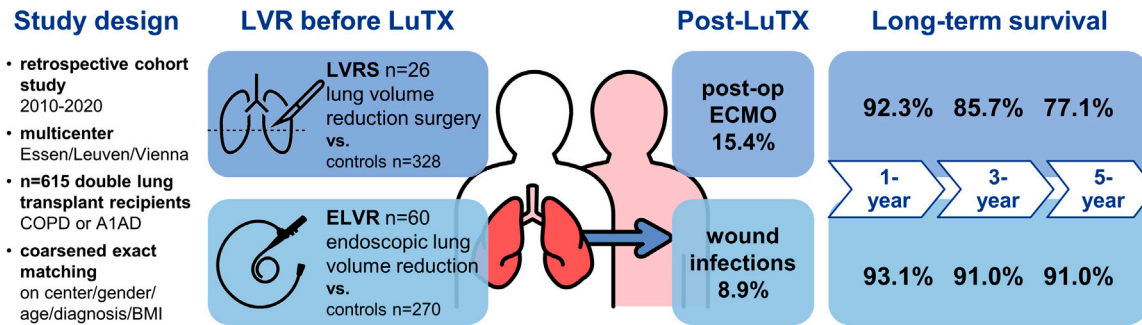 Study design
• retrospective cohort
study
2010-2020
• multicenter
Essen/Leuven/Vienna
• n=615 double lung
transplant recipients
COPD or A1AD
• coarsened exact
matching
on center/gender/
age/diagnosis/BMI
LVR before LuTX
LVRS n=26
lung volume
reduction surgery
vs.
controls n=328
ELVR n=60
endoscopic lung
volume reduction
vs.
controls n=270
Post-LuTX
post-op
ECMO
15.4%
wound
infections
8.9%
Long-term survival
92.3% 85.7% 77.1%
1-
year
3-
year
5-
year
93.1% 91.0% 91.0%